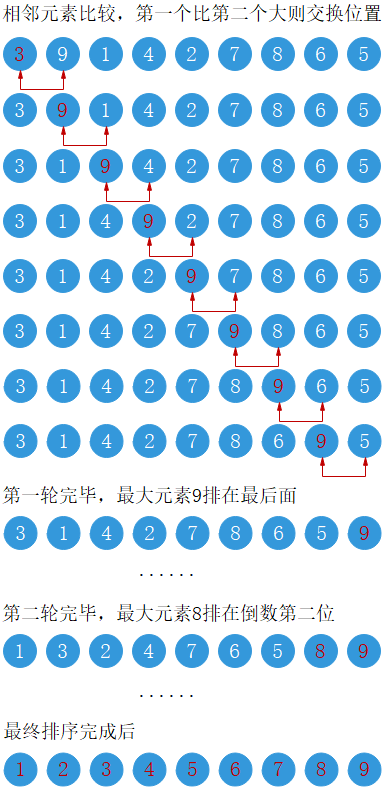 相邻元素比较，第一个比第二个大则交换位置
3 9 1 4 2 7 8 6 5
3 9 1 4 2 7 8 6 5
3 1 9 4 2 7 8 6 5
3 1 4 9 2 7 8 6 5
3 1 4 2 9 7 8 6 5
3 1 4 2 7 9 8 6 5
3 1 4 2 7 8 9 6 5
3 1 4 2 7 8 6 9 5
第一轮完毕，最大元素9排在最后面
3 1 4 2 7 8 6 5 9
......
第二轮完毕，最大元素8排在倒数第二位
1 3 2 4 7 6 5 8 9
......
最终排序完成后
1 2 3 4 5 6 7 8 9